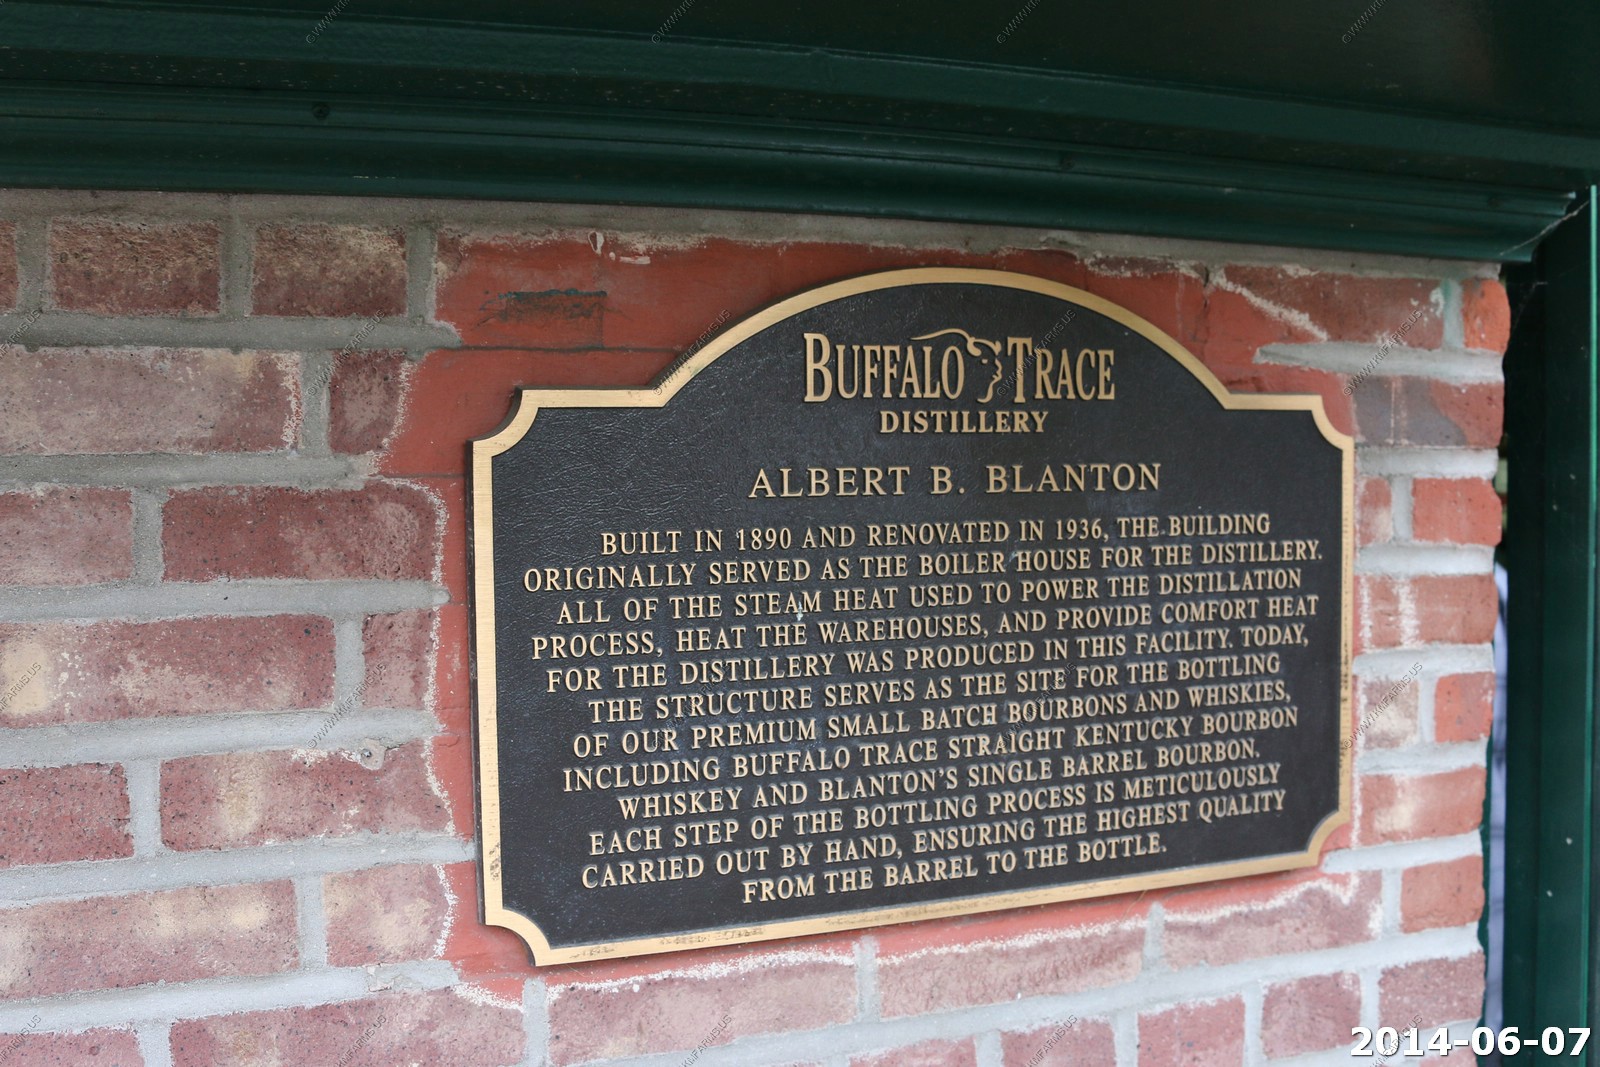 BUFFALO TRACE
DISTILLERY
ALBERT B. BLANTON
BUILT IN 1890 AND RENOVATED IN 1936, THE BUILDING
ORIGINALLY SERVED AS THE BOILER HOUSE FOR THE DISTILLERY.
ALL OF THE STEAM HEAT USED TO POWER THE DISTILLATION
PROCESS, HEAT THE WAREHOUSES, AND PROVIDE COMFORT HEAT
FOR THE DISTILLERY WAS PRODUCED IN THIS FACILITY. TODAY,
THE STRUCTURE SERVES AS THE SITE FOR THE BOTTLING
OF OUR PREMIUM SMALL BATCH BOURBONS AND WHISKIES,
INCLUDING BUFFALO TRACE STRAIGHT KENTUCKY BOURBON
WHISKEY AND BLANTON'S SINGLE BARREL BOURBON.
EACH STEP OF THE BOTTLING PROCESS IS METICULOUSLY
CARRIED OUT BY HAND, ENSURING THE HIGHEST QUALITY
FROM THE BARREL TO THE BOTTLE.
2014-06-07